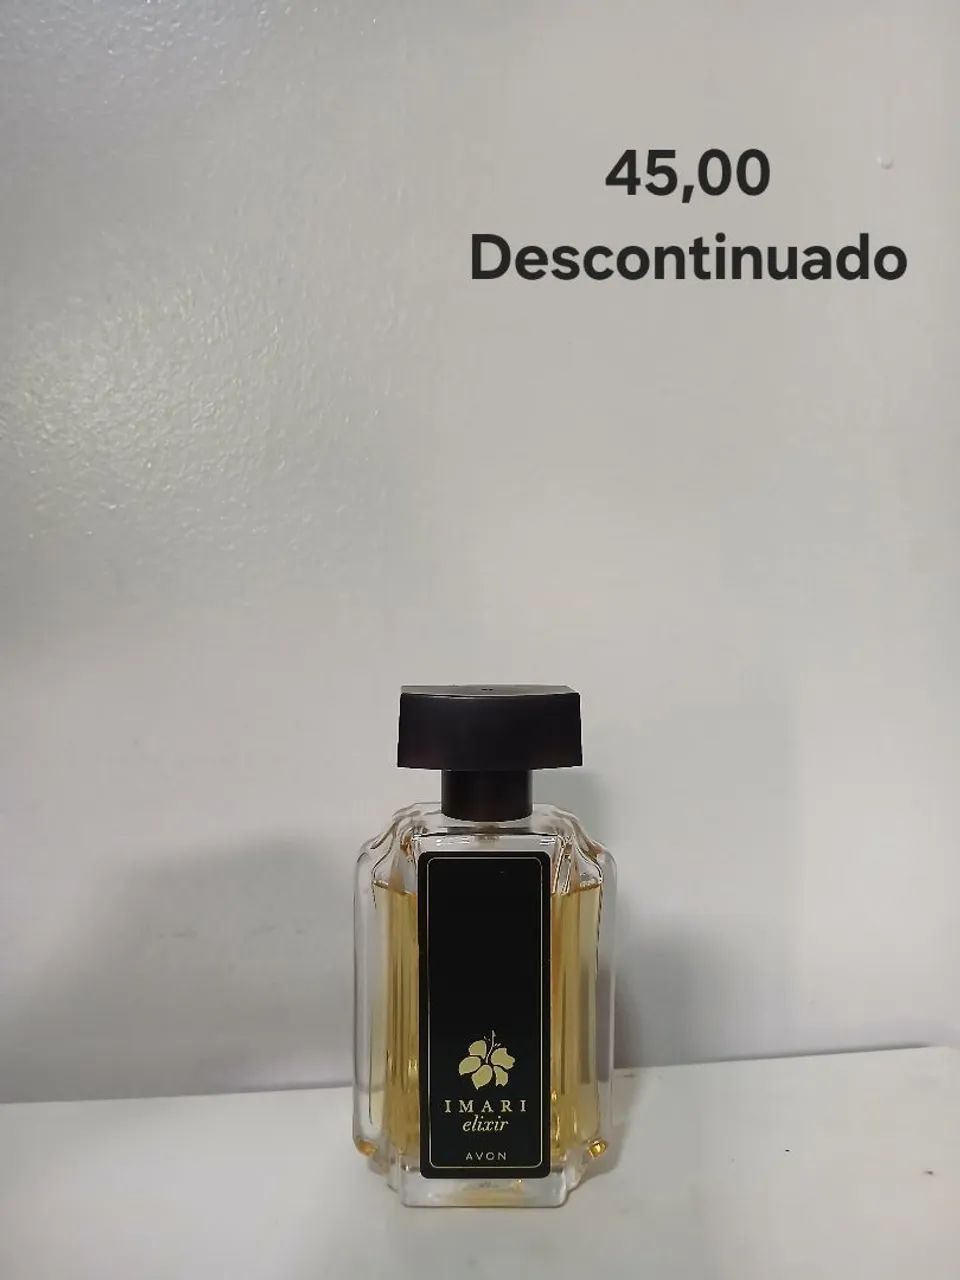 45,00
Descontinuado
IMARI
elixir
AVON